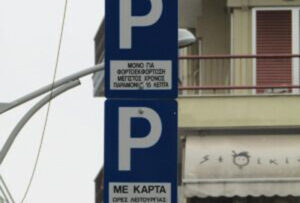 P
ΜΟΝΟ ΓΙΑ
ΦΟΡΤΟΕΚΦΟΡΤΩΣΗ
ΜΕΓΙΣΤΟΣ ΧΡΟΝΟΣ
ΠΑΡΑΜΟΝΗΣ 15 ΛΕΠΤΑ
P
ΜΕ ΚΑΡΤΑ
ΩΡΕΣ ΛΕΙΤΟΥΡΓΙΑΣ